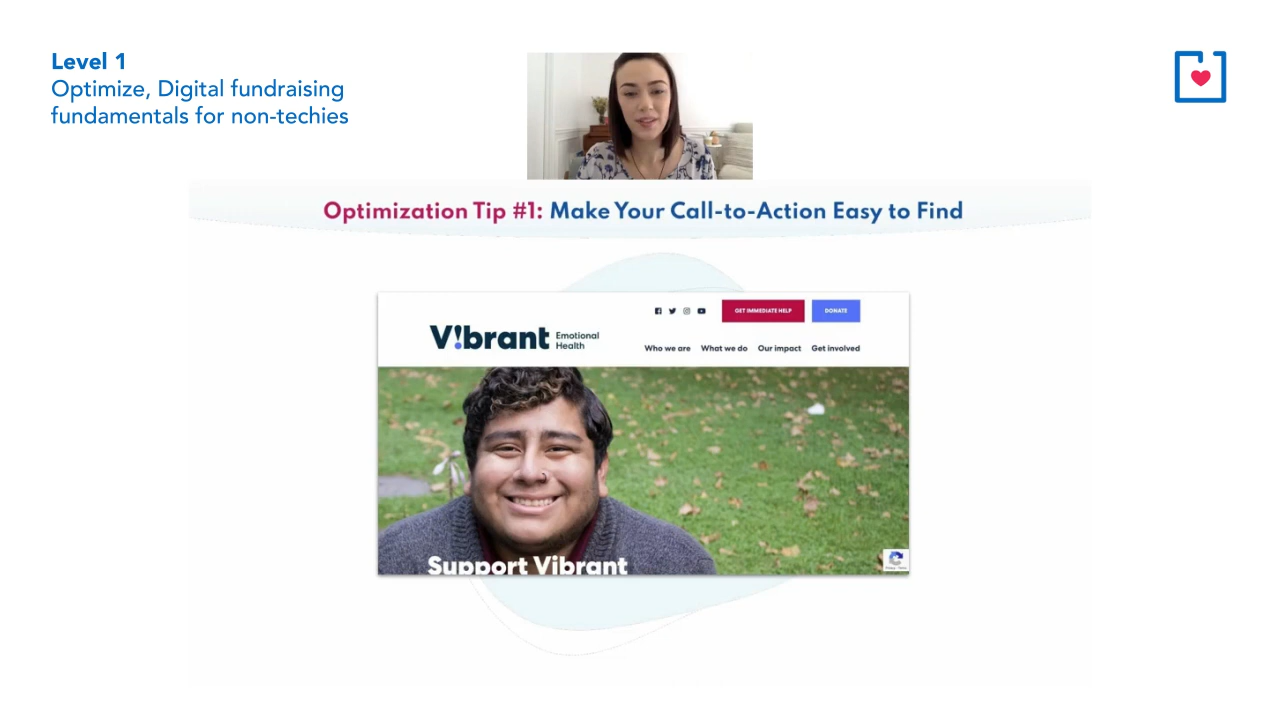 Level 1
Optimize, Digital fundraising
fundamentals for non-techies
Optimization Tip #1: Make Your Call-to-Action Easy to Find
GET IMMEDIATE HELP
DONATE
V!brant Emotional
Health
Who we are What we do Our impact Get involved
Support Vibrant